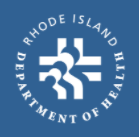 RHODE ISLAND
DEPARTMENT OF HEALTH